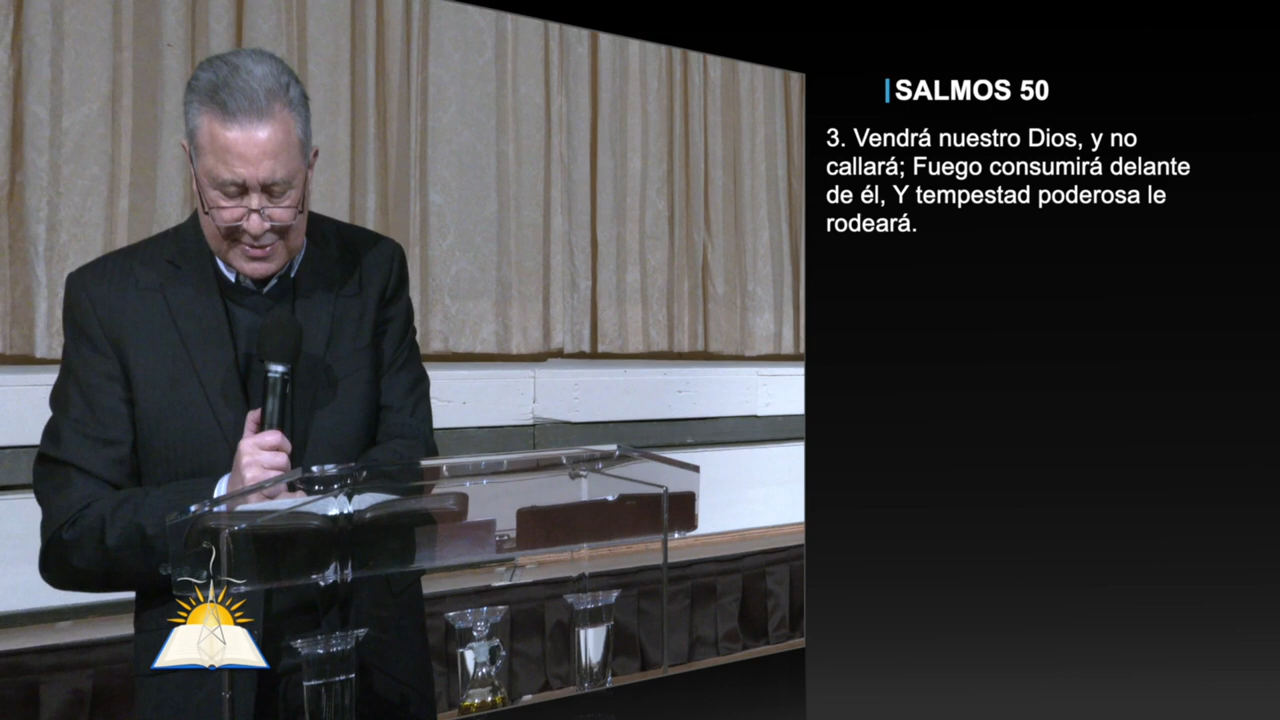 SALMOS 50
3. Vendrá nuestro Dios, y no
callará; Fuego consumirá delante
de él, Y tempestad poderosa le
rodeará.